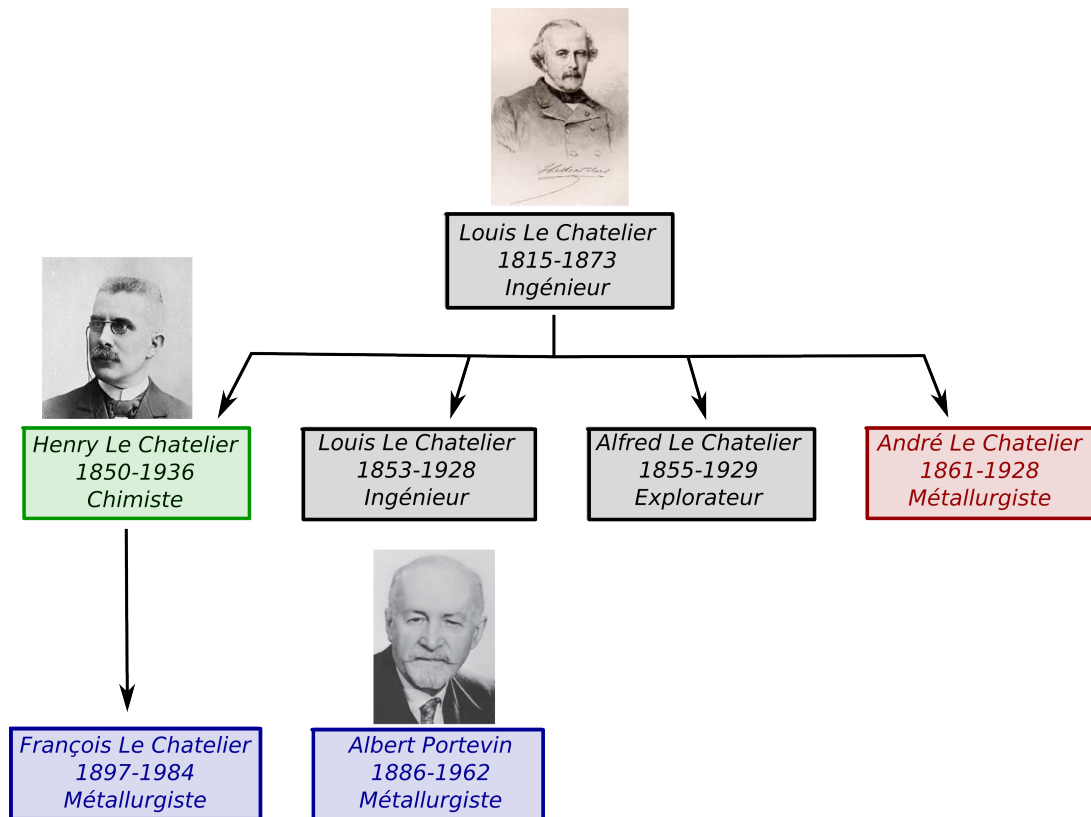 Louis Le Chatelier
1815-1873
Ingénieur
Henry Le Chatelier
1850-1936
Chimiste
Louis Le Chatelier
1853-1928
Ingénieur
Alfred Le Chatelier
1855-1929
Explorateur
André Le Chatelier
1861-1928
Métallurgiste
François Le Chatelier
1897-1984
Métallurgiste
Albert Portevin
1886-1962
Métallurgiste